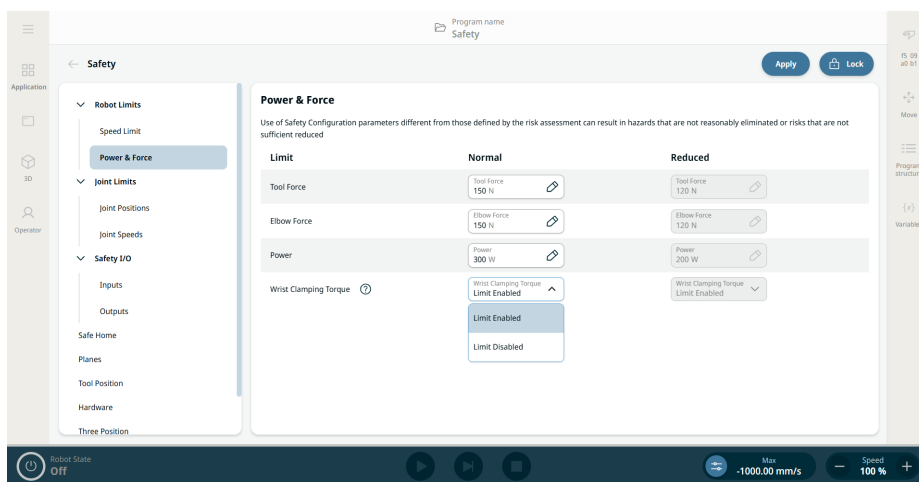 Program name
Safety
f5 09
a0 b1
Safety
Apply
Lock
Application
Move
3D
Program
structur
Operator
Variable
Robot Limits
Speed Limit
Power & Force
Joint Limits
Joint Positions
Joint Speeds
Safety I/O
Inputs
Outputs
Safe Home
Planes
Tool Position
Hardware
Three Position
Power & Force
Use of Safety Configuration parameters different from those defined by the risk assessment can result in hazards that are not reasonably eliminated or risks that are not
sufficient reduced
Limit Normal Reduced
Tool Force
Tool Force
150 N
Tool Force
120 N
Elbow Force
Elbow Force
150 N
Elbow Force
120 N
Power
Power
300 W
Power
200 W
Wrist Clamping Torque ?
Wrist Clamping Torque
Limit Enabled
Wrist Clamping Torque
Limit Enabled
Limit Enabled
Limit Disabled
Robot State
Off
Max
-1000.00 mm/s
Speed
100 %